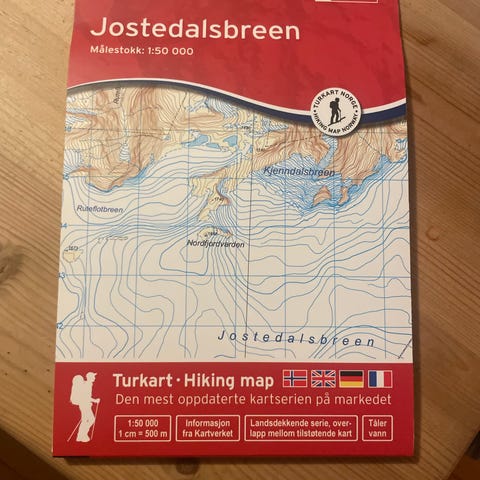 Jostedalsbreen
Målestokk: 1:50 000
TURKART NORGE
HIKING MAP NORWAY
Kjenndalsbreen
Ruteflotbreen
Nordfjordvarden
Jostedalsbreen
Turkart · Hiking map
Den mest oppdaterte kartserien på markedet
1:50 000
1 cm = 500 m
Informasjon
fra Kartverket
Landsdekkende serie, over-
lapp mellom tilstøtende kart
Tåler
vann